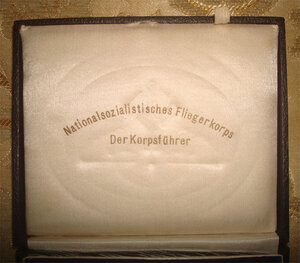 Nationalsozialistisches Fliegerkorps
Der Korpsführer